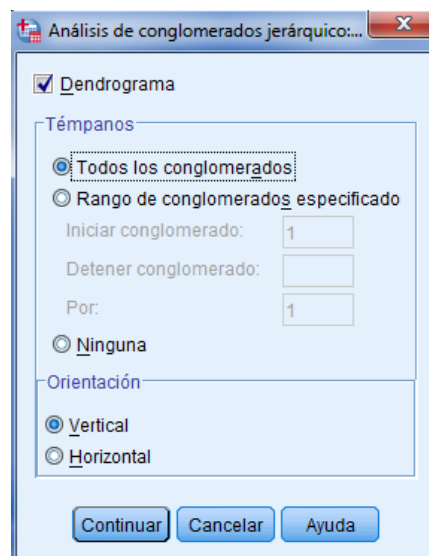 Análisis de conglomerados jerárquico:...
Dendrograma
Témpanos
Todos los conglomerados
Rango de conglomerados especificado
Iniciar conglomerado: 1
Detener conglomerado:
Por: 1
Ninguna
Orientación
Vertical
Horizontal
Continuar Cancelar Ayuda